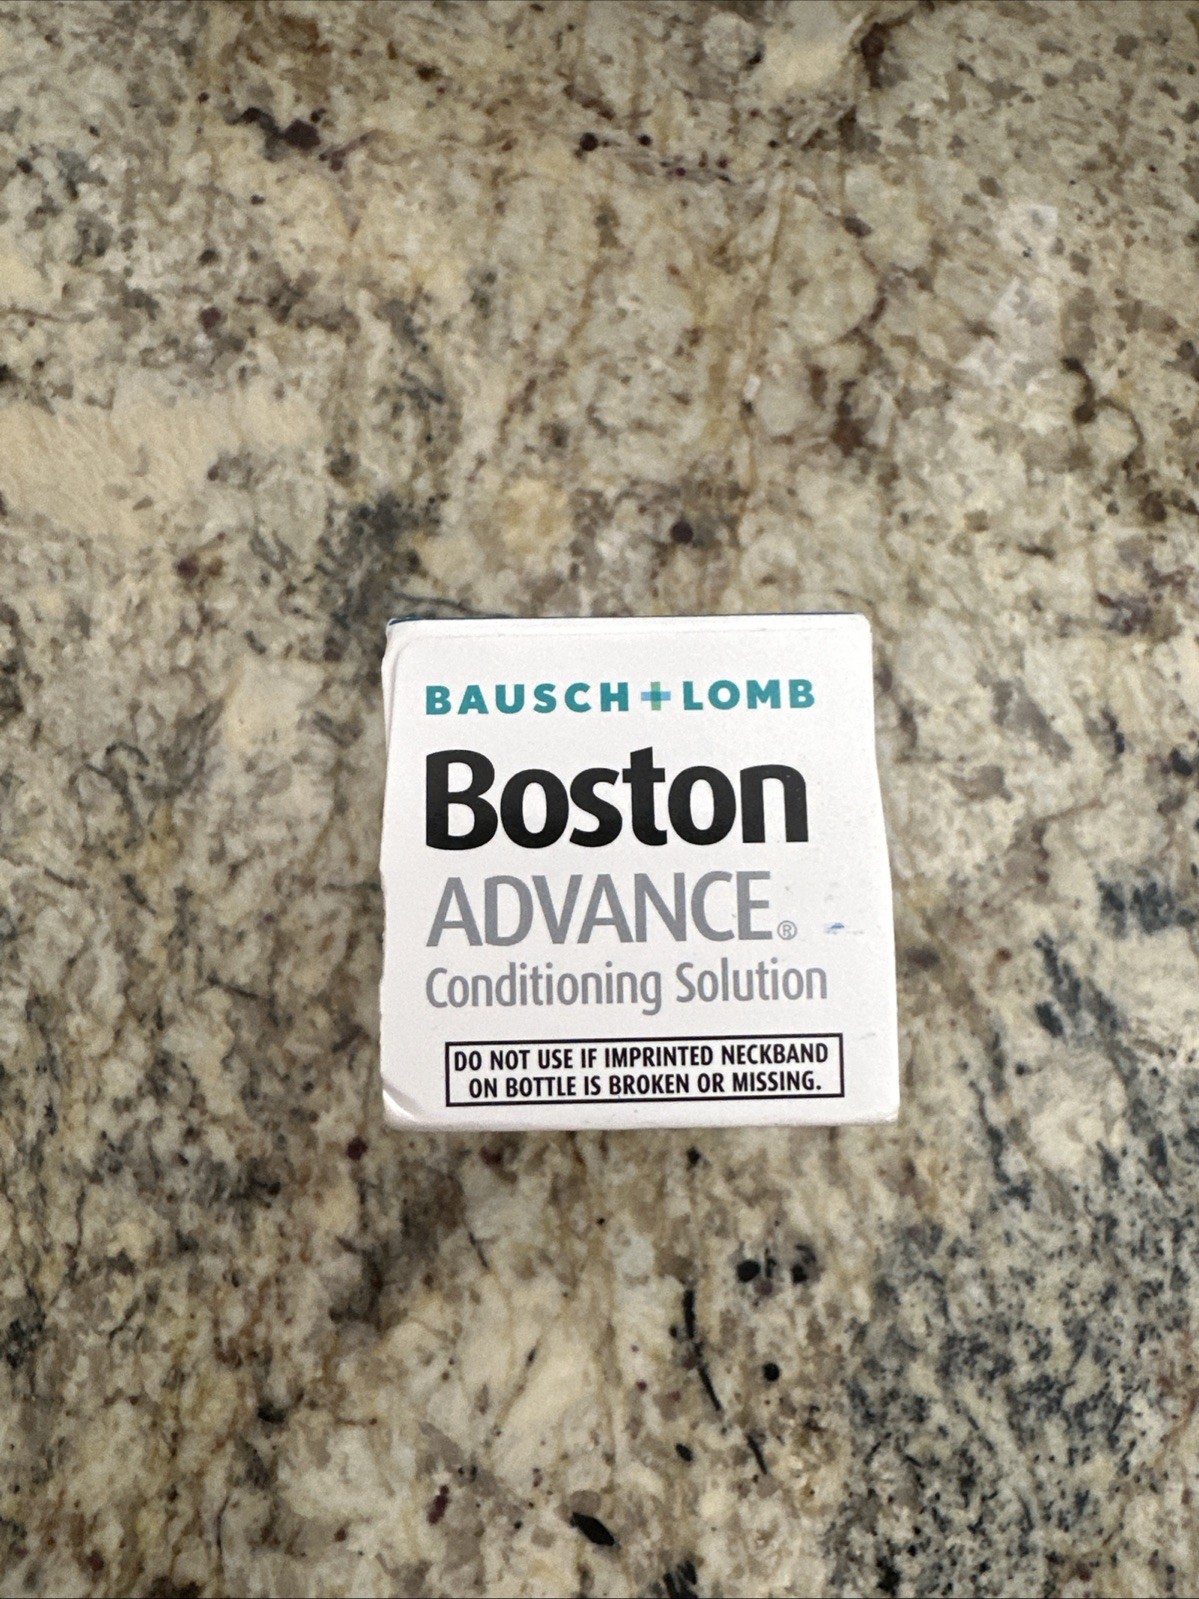 BAUSCH + LOMB
Boston
ADVANCE®
Conditioning Solution
DO NOT USE IF IMPRINTED NECKBAND
ON BOTTLE IS BROKEN OR MISSING.